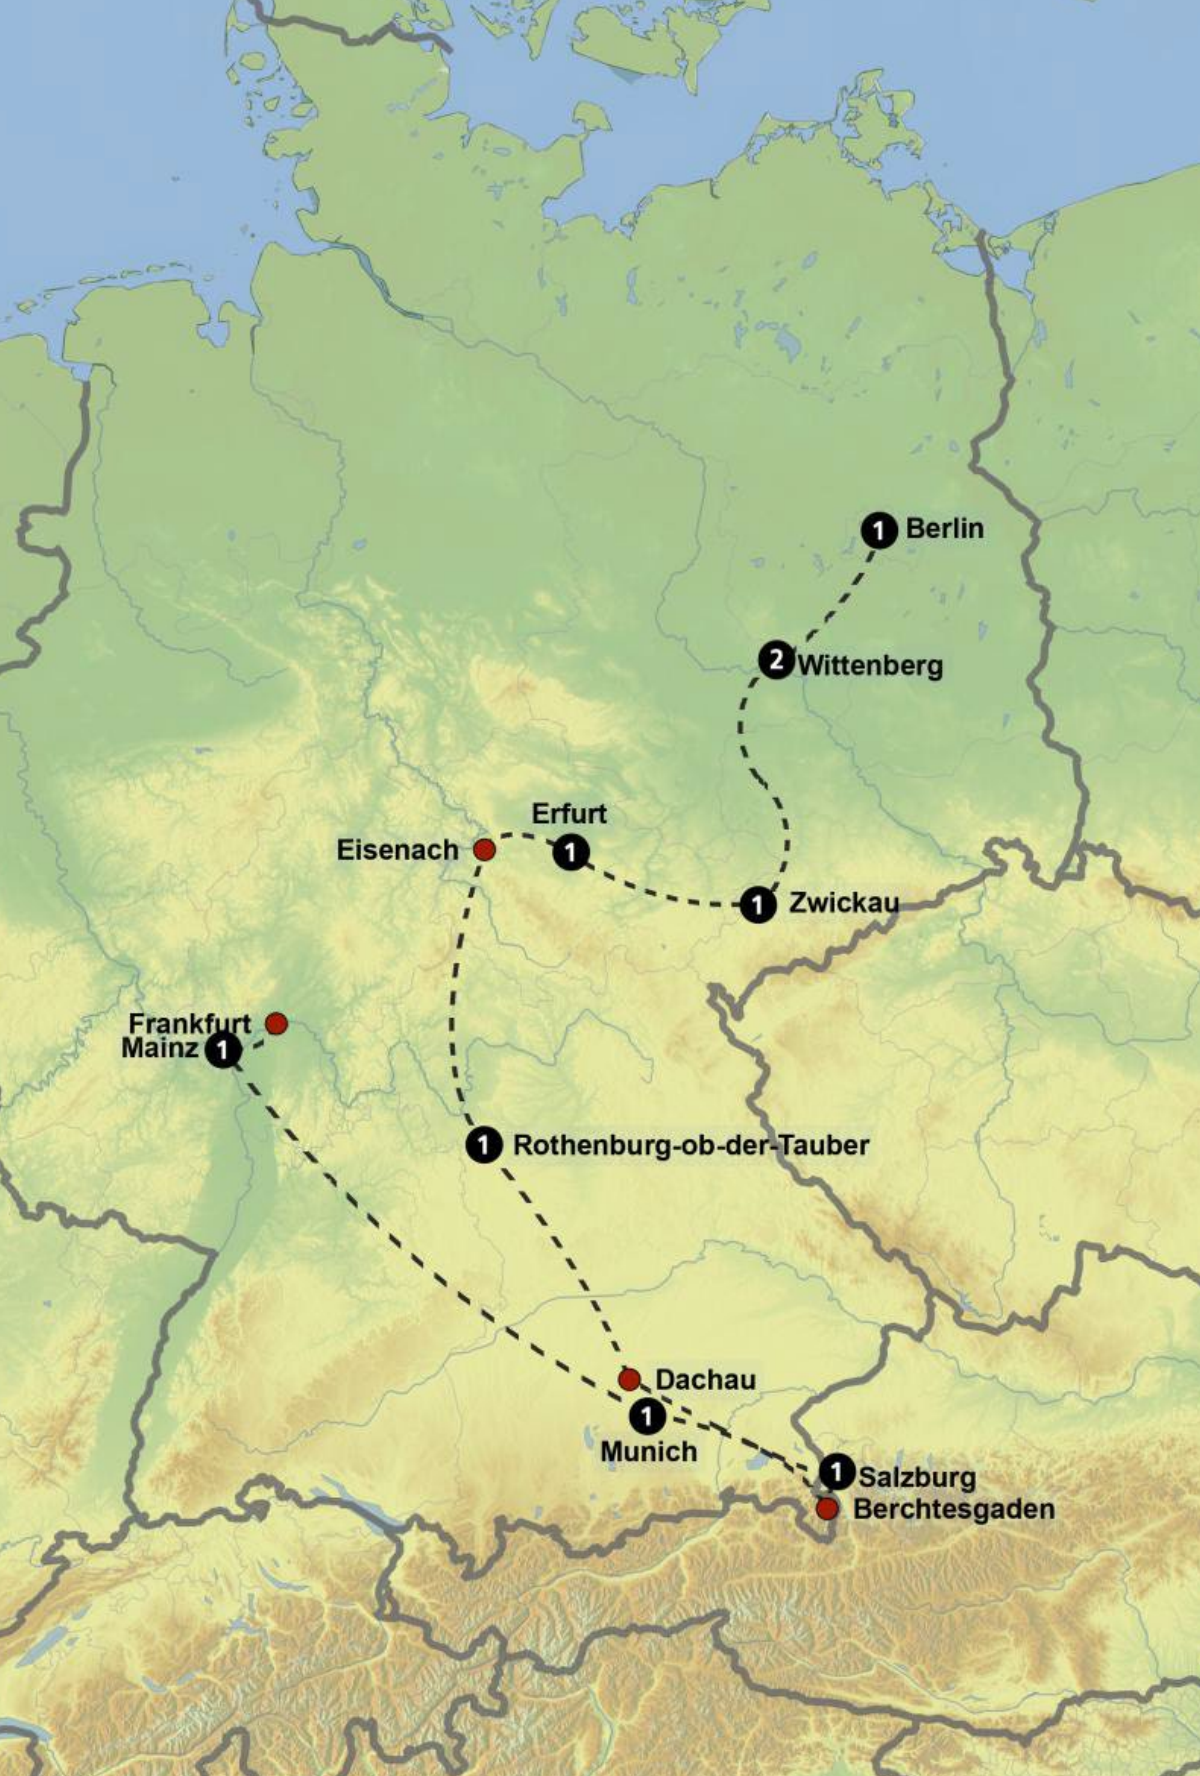 1 Berlin
2 Wittenberg
Erfurt
Eisenach
1
1 Zwickau
Frankfurt
Mainz 1
1 Rothenburg-ob-der-Tauber
Dachau
1
Munich
1 Salzburg
Berchtesgaden